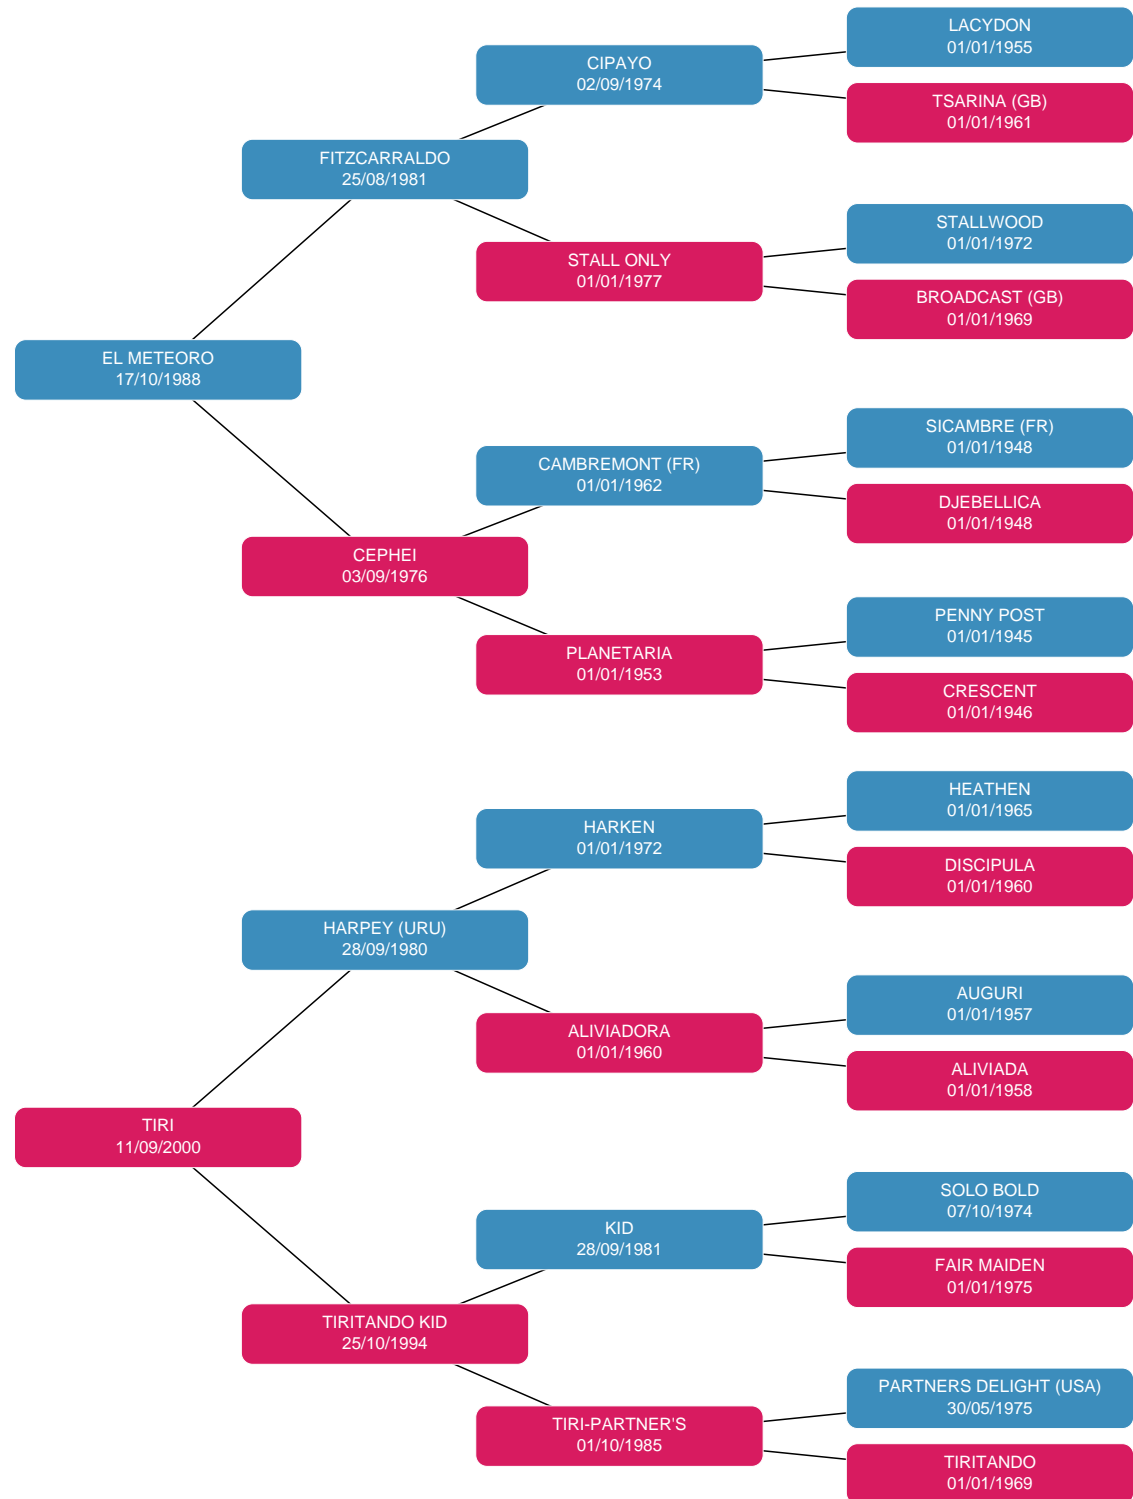 LACYDON
01/01/1955
CIPAYO
02/09/1974
TSARINA (GB)
01/01/1961
FITZCARRALDO
25/08/1981
STALLWOOD
01/01/1972
STALL ONLY
01/01/1977
BROADCAST (GB)
01/01/1969
EL METEORO
17/10/1988
SICAMBRE (FR)
01/01/1948
CAMBREMONT (FR)
01/01/1962
DJEBELLICA
01/01/1948
CEPHEI
03/09/1976
PENNY POST
01/01/1945
PLANETARIA
01/01/1953
CRESCENT
01/01/1946
HEATHEN
01/01/1965
HARKEN
01/01/1972
DISCIPULA
01/01/1960
HARPEY (URU)
28/09/1980
AUGURI
01/01/1957
ALIVIADORA
01/01/1960
ALIVIADA
01/01/1958
TIRI
11/09/2000
SOLO BOLD
07/10/1974
KID
28/09/1981
FAIR MAIDEN
01/01/1975
TIRITANDO KID
25/10/1994
PARTNERS DELIGHT (USA)
30/05/1975
TIRI-PARTNER'S
01/10/1985
TIRITANDO
01/01/1969